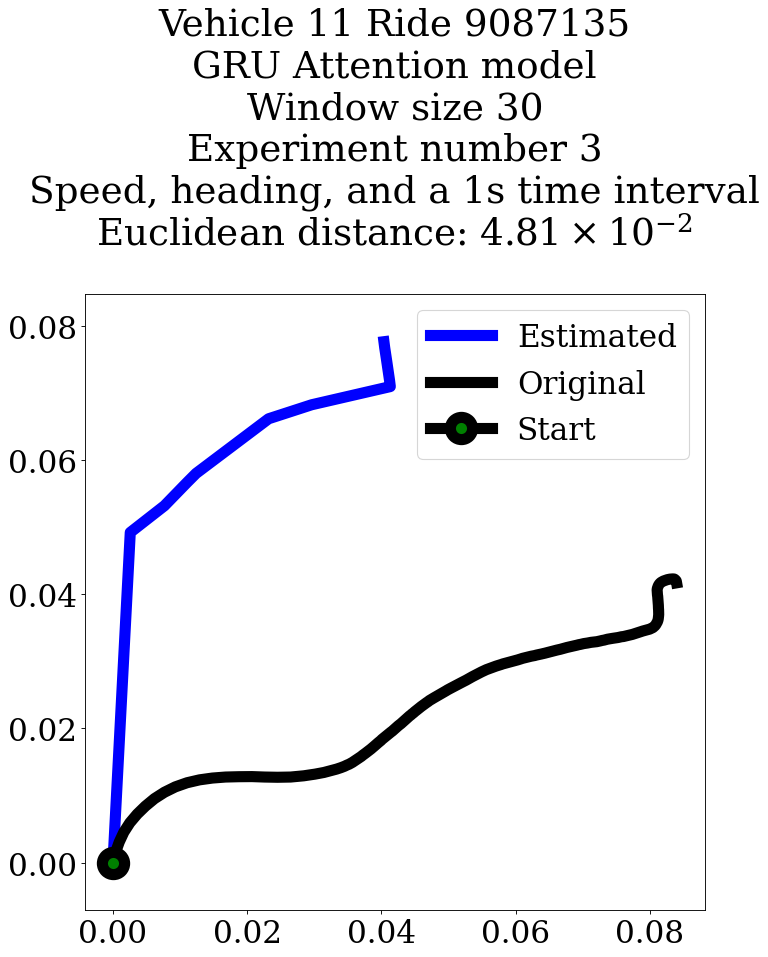 Vehicle 11 Ride 9087135
GRU Attention model
Window size 30
Experiment number 3
Speed, heading, and a 1s time interval
Euclidean distance: 4.81 × 10⁻²
0.08
0.06
0.04
0.02
0.00
Estimated
Original
Start
0.00 0.02 0.04 0.06 0.08